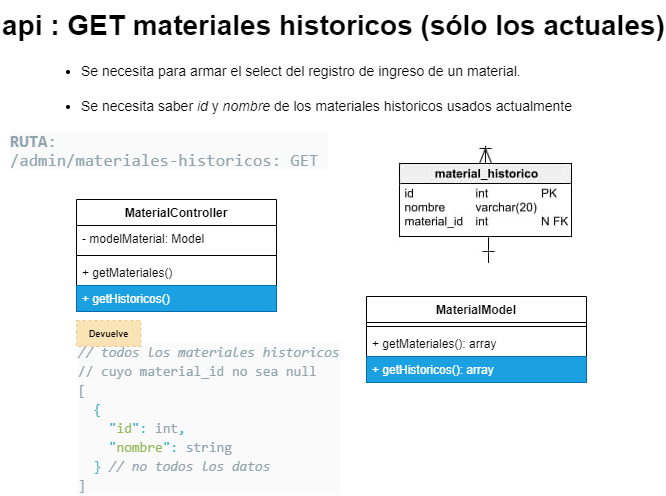 api : GET materiales historicos (sólo los actuales)
• Se necesita para armar el select del registro de ingreso de un material.
• Se necesita saber id y nombre de los materiales historicos usados actualmente
RUTA:
/admin/materiales-historicos: GET
material_historico
id int PK
nombre varchar(20)
material_id int N FK
MaterialController
- modelMaterial: Model
+ getMateriales()
+ getHistoricos()
MaterialModel
+ getMateriales(): array
+ getHistoricos(): array
Devuelve
// todos los materiales historicos
// cuyo material_id no sea null
[
{
"id": int,
"nombre": string
} // no todos los datos
]